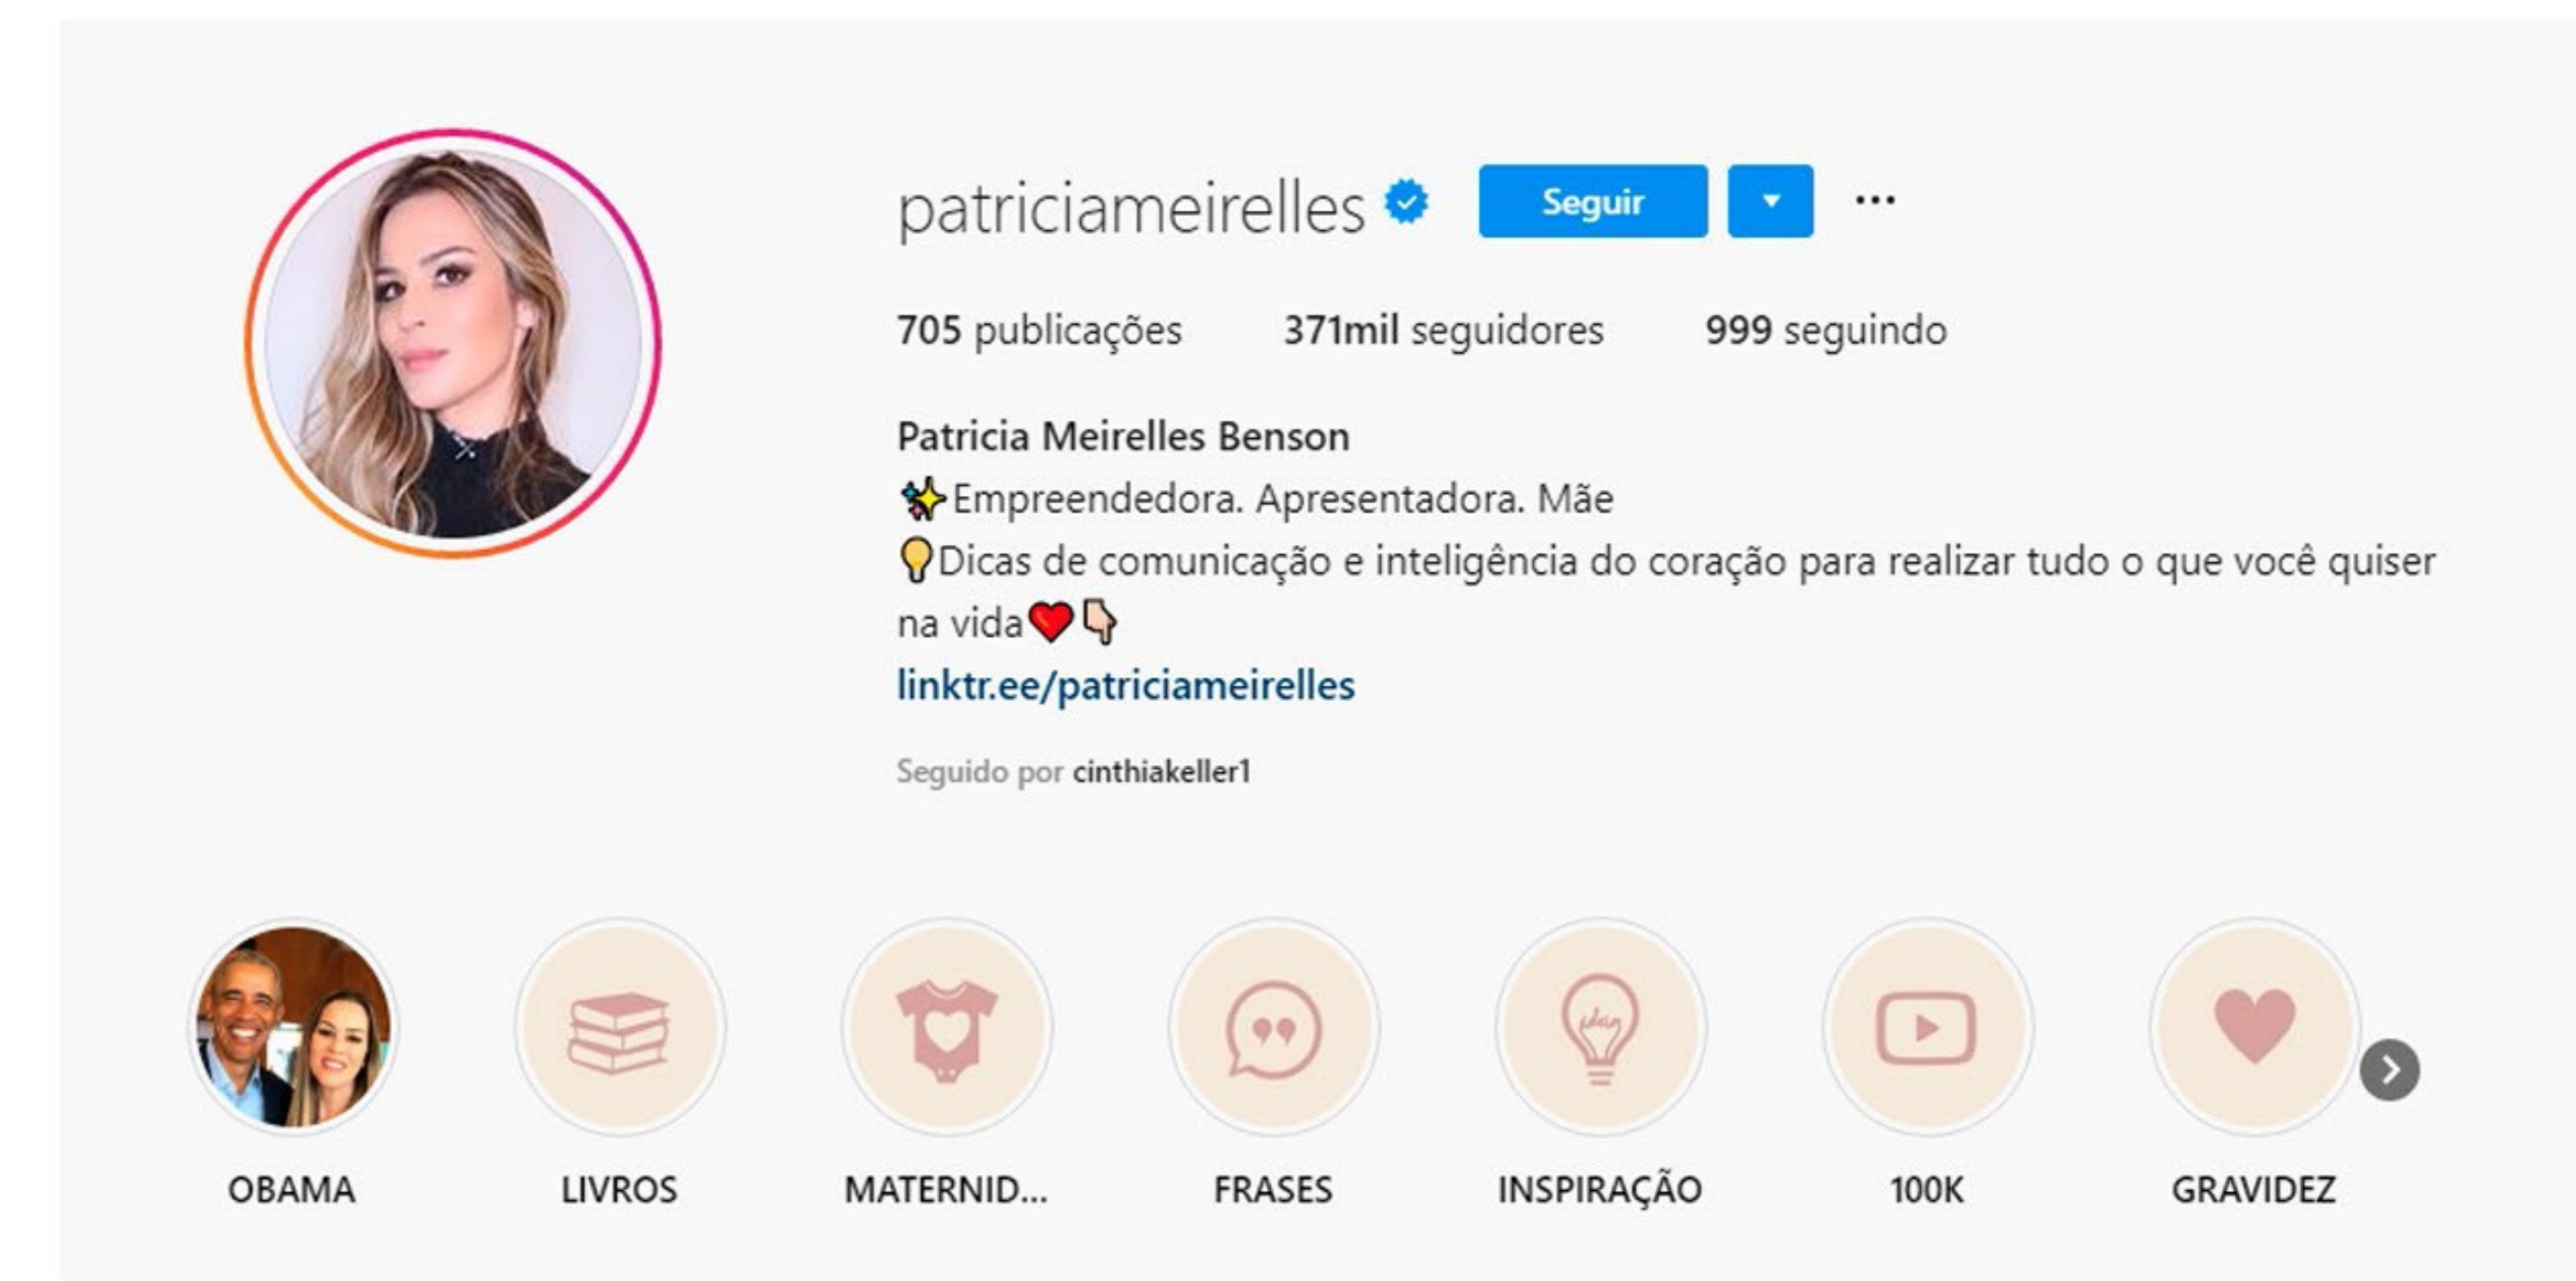 patriciameirelles Seguir ...
705 publicações 371mil seguidores 999 seguindo
Patricia Meirelles Benson
✨Empreendedora. Apresentadora. Mãe
💡Dicas de comunicação e inteligência do coração para realizar tudo o que você quiser
na vida❤️👇🏻
linktr.ee/patriciameirelles
Seguido por cinthiakeller1
OBAMA LIVROS MATERNID... FRASES INSPIRAÇÃO 100K GRAVIDEZ